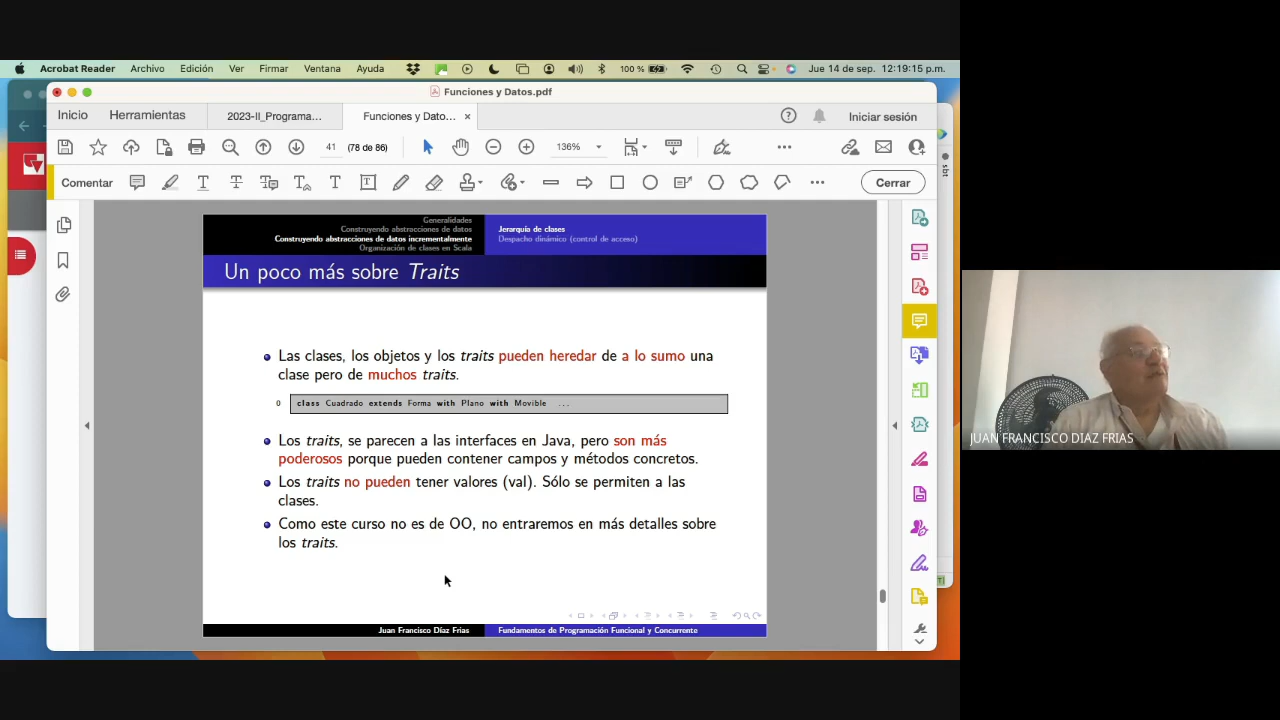 Acrobat Reader Archivo Edición Ver Firmar Ventana Ayuda 100 % Jue 14 de sep. 12:19:15 p.m.
Funciones y Datos.pdf
Inicio Herramientas 2023-II_Programa... Funciones y Dato... × Iniciar sesión
41 (78 de 86) 136%
Comentar Cerrar
sbt
Generalidades
Construyendo abstracciones de datos
Construyendo abstracciones de datos incrementalmente
Organización de clases en Scala
Jerarquía de clases
Despacho dinámico (control de acceso)
Un poco más sobre Traits
Las clases, los objetos y los traits pueden heredar de a lo sumo una
clase pero de muchos traits.
0 class Cuadrado extends Forma with Plano with Movible ...
Los traits, se parecen a las interfaces en Java, pero son más
poderosos porque pueden contener campos y métodos concretos.
Los traits no pueden tener valores (val). Sólo se permiten a las
clases.
Como este curso no es de OO, no entraremos en más detalles sobre
los traits.
Juan Francisco Díaz Frias Fundamentos de Programación Funcional y Concurrente
JUAN FRANCISCO DIAZ FRIAS